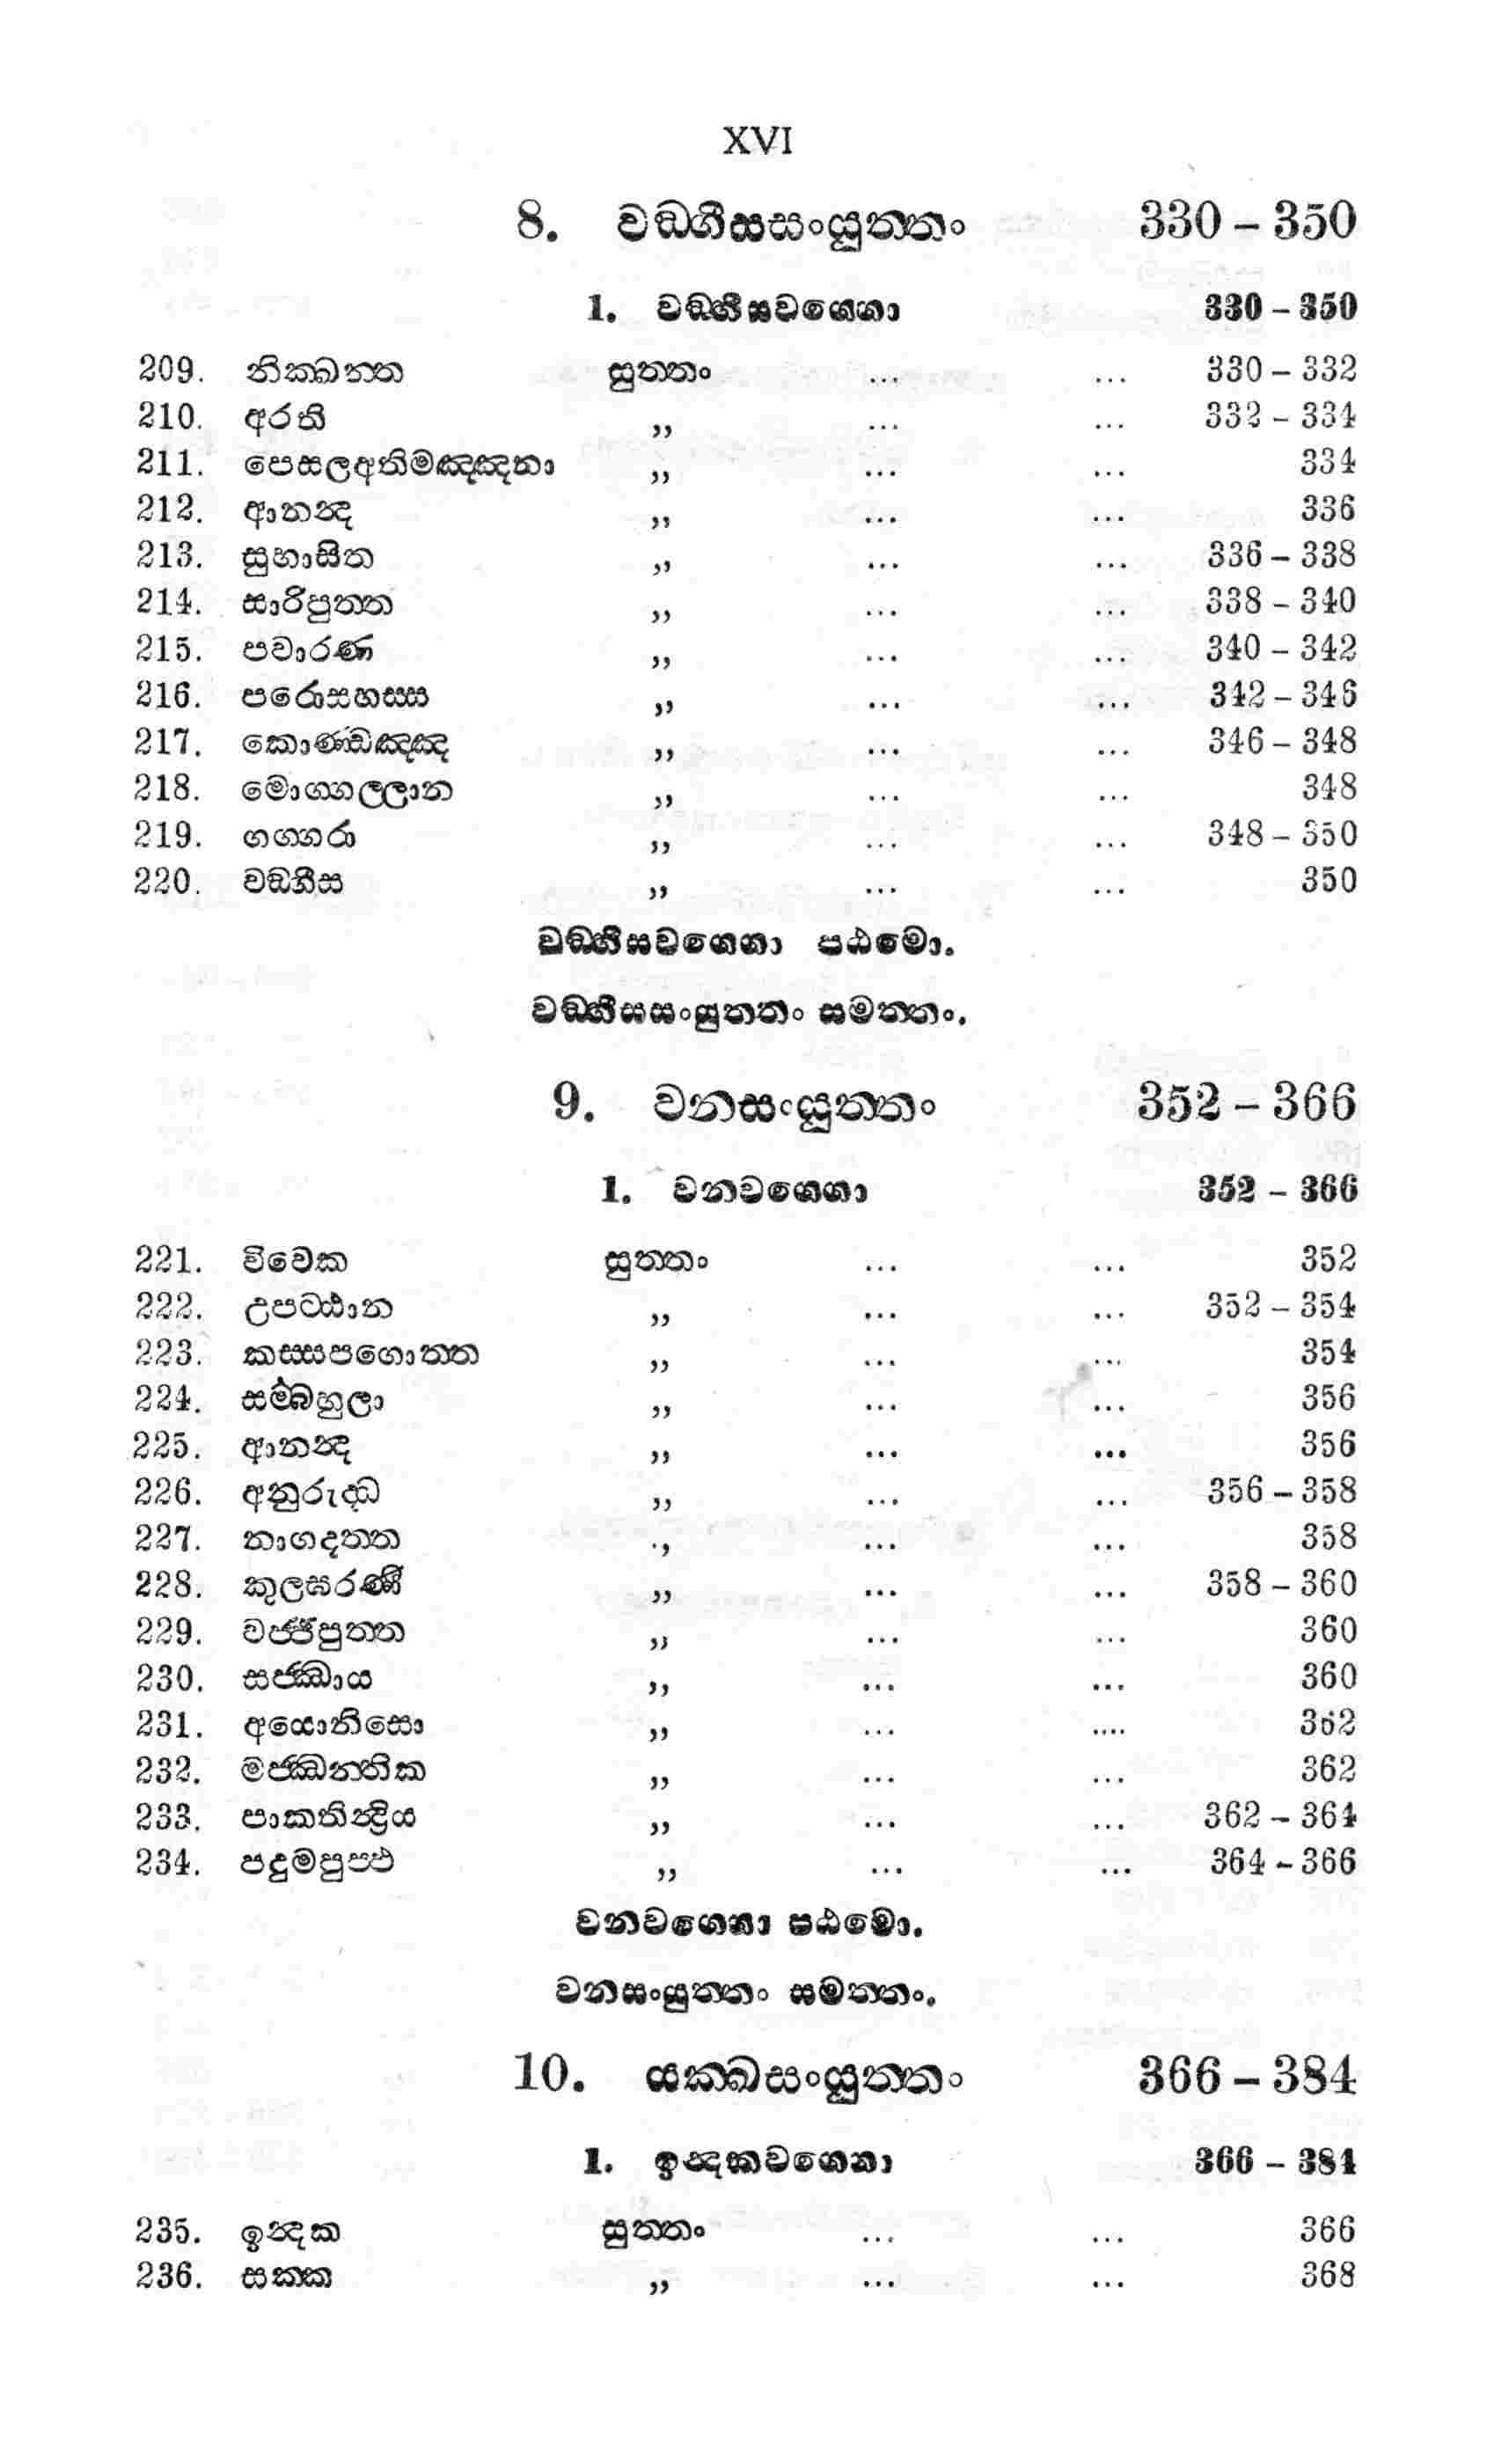 XVI
8. වඞ්ගීසසංයුත්තං 330 – 350
1. වඞ්ගීසවග්ගො 330 – 350
209. නික්ඛන්ත සුත්තං ... ... 330 – 332
210. අරති ,, ... ... 332 – 334
211. පෙසලඅතිමඤ්ඤනා ,, ... ... 334
212. ආනන්‍ද ,, ... ... 336
213. සුභාසිත ,, ... ... 336 – 338
214. සාරිපුත්ත ,, ... ... 338 – 340
215. පවාරණ ,, ... ... 340 – 342
216. පරොසහස්ස ,, ... ... 342 – 346
217. කොණ්ඩඤ්ඤ ,, ... ... 346 – 348
218. මොග්ගල්ලාන ,, ... ... 348
219. ගග්ගරා ,, ... ... 348 – 350
220. වඞ්ගීස ,, ... ... 350
වඞ්ගීසවග්ගො පඨමො.
වඞ්ගීසසංයුත්තං සමත්තං.
9. වනසංයුත්තං 352 – 366
1. වනවග්ගො 352 – 366
221. විවෙක සුත්තං ... ... 352
222. උපට්ඨාන ,, ... ... 352 – 354
223. කස්සපගොත්ත ,, ... ... 354
224. සම්බහුලා ,, ... ... 356
225. ආනන්‍ද ,, ... ... 356
226. අනුරුද්ධ ,, ... ... 356 – 358
227. නාගදත්ත ,, ... ... 358
228. කුලඝරණී ,, ... ... 358 – 360
229. වජ්ජිපුත්ත ,, ... ... 360
230. සජ්ඣාය ,, ... ... 360
231. අයොනිසො ,, ... .... 362
232. මජ්ඣන්තික ,, ... ... 362
233. පාකතින්‍ද්‍රිය ,, ... ... 362 – 364
234. පදුමපුප්ඵ ,, ... ... 364 – 366
වනවග්ගො පඨමො.
වනසංයුත්තං සමත්තං.
10. යක්ඛසංයුත්තං 366 – 384
1. ඉන්‍දකවග්ගො 366 – 384
235. ඉන්‍දක සුත්තං ... ... 366
236. සක්ක ,, ... ... 368